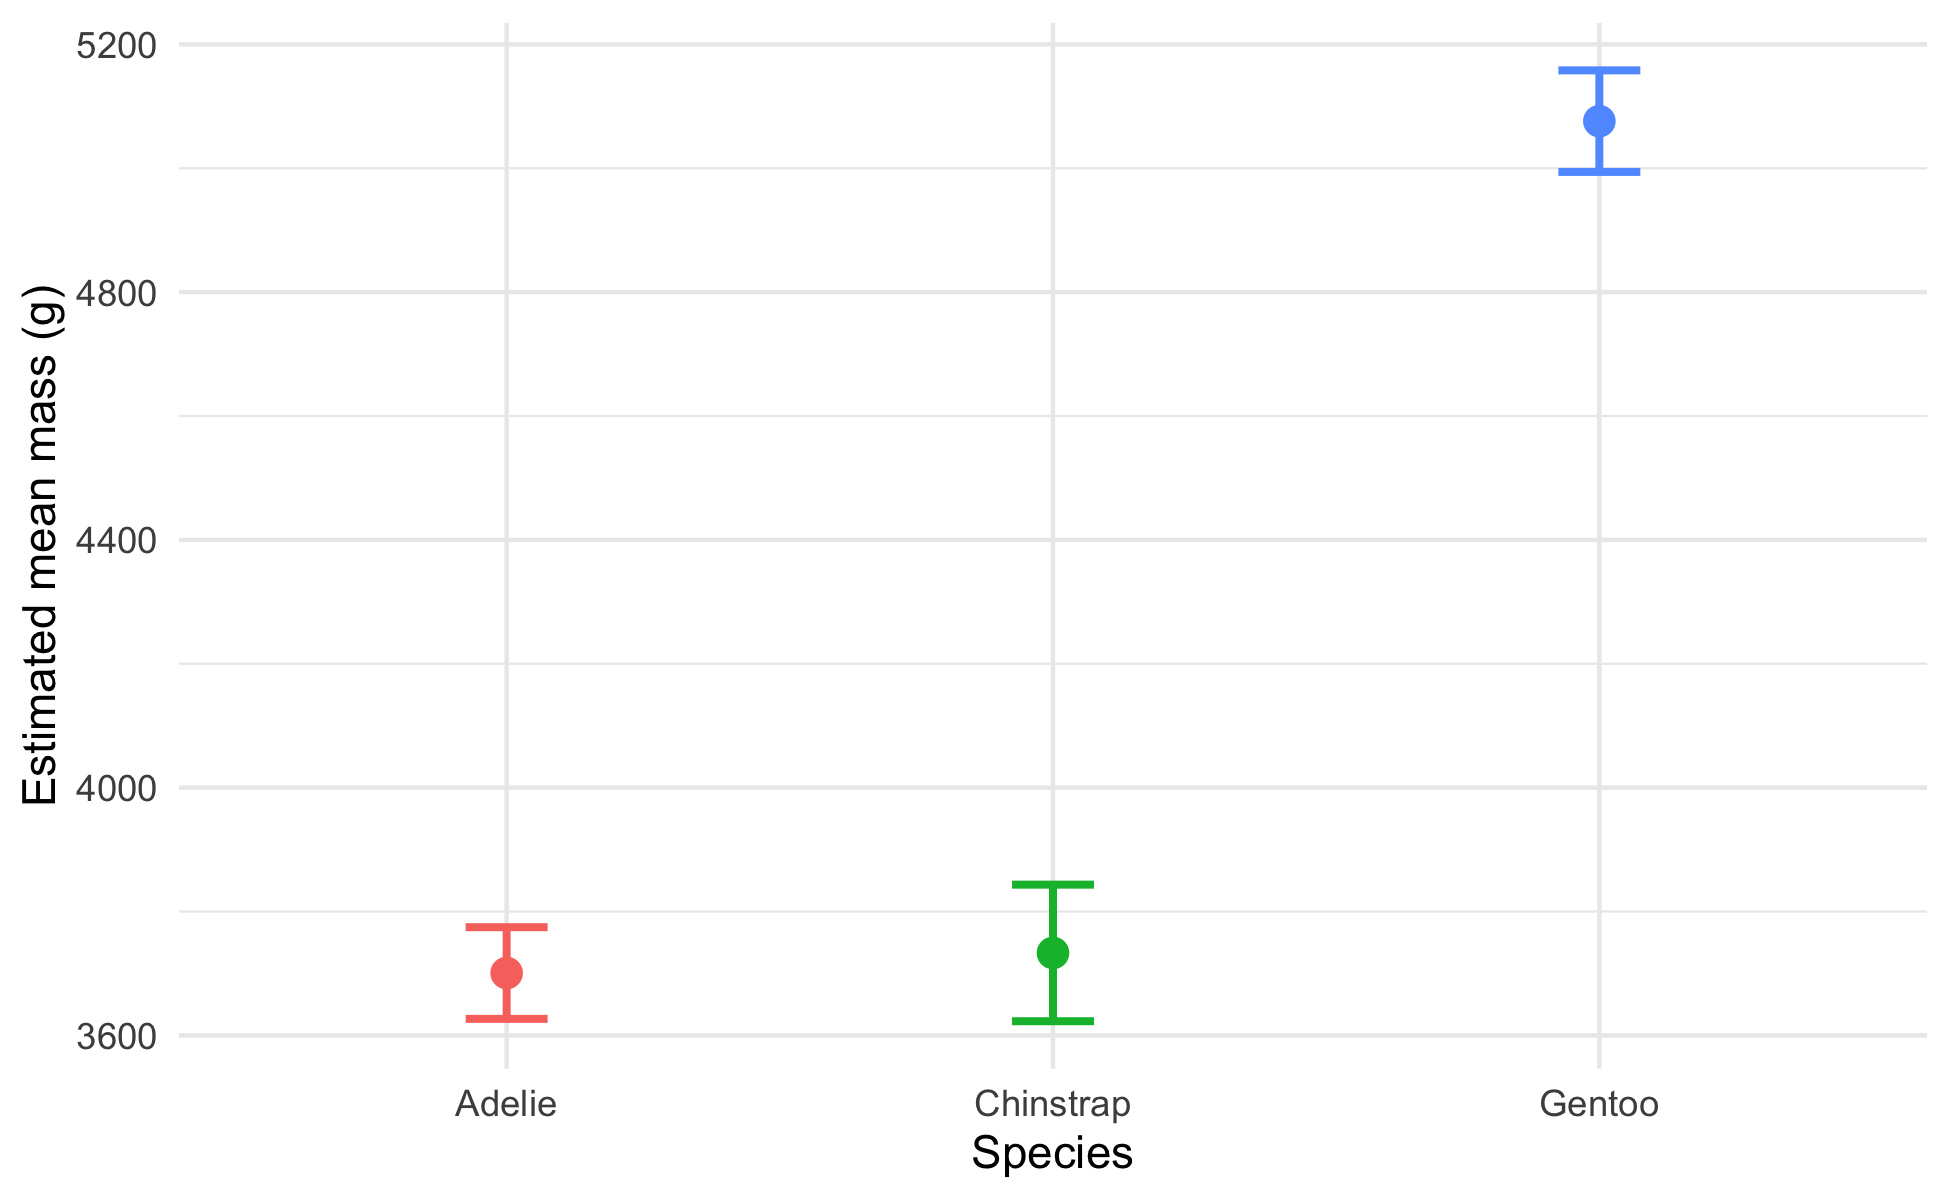 Estimated mean mass (g)
5200
4800
4400
4000
3600
Adelie
Chinstrap
Gentoo
Species